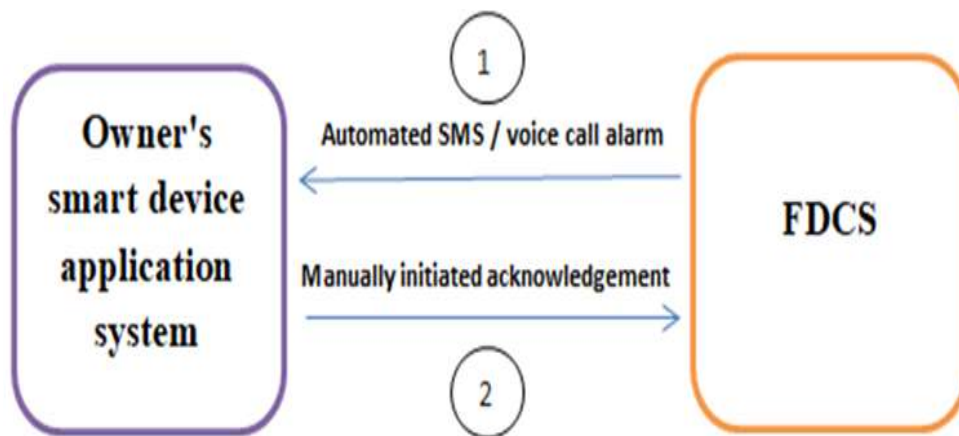 1
Owner's
smart device
application
system
Automated SMS / voice call alarm
FDCS
Manually initiated acknowledgement
2